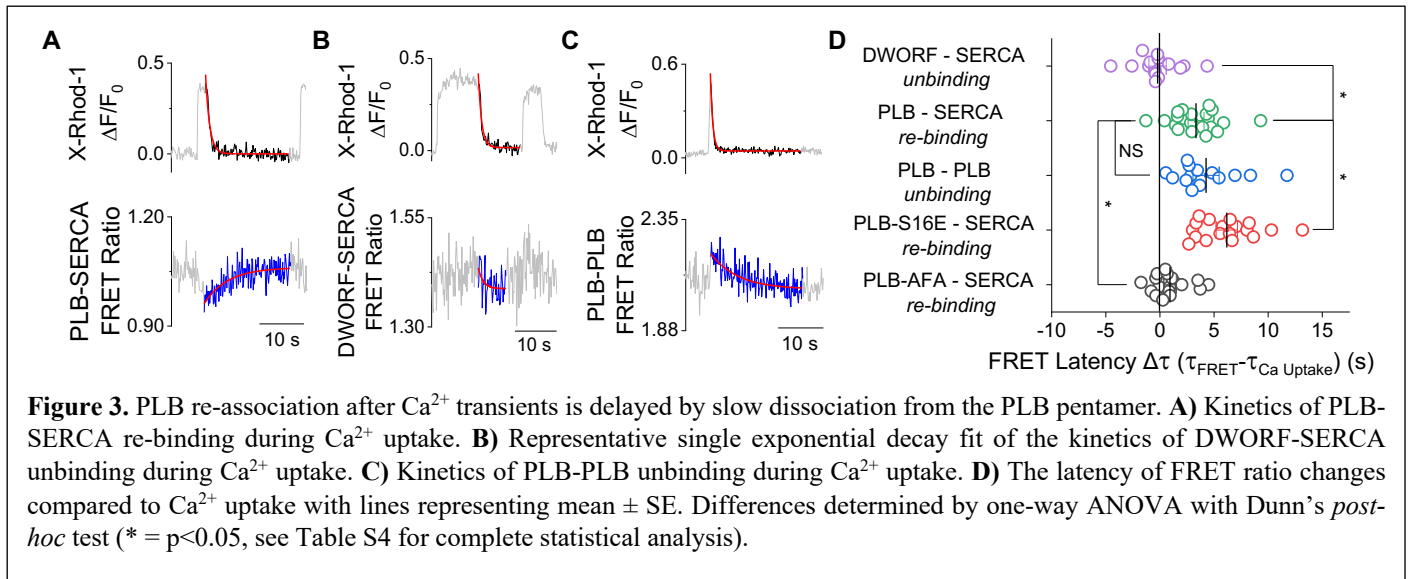 A
X-Rhod-1
ΔF/F0
0.5
0.0
PLB-SERCA
FRET Ratio
1.20
0.90
10 s
B
X-Rhod-1
ΔF/F0
0.5
0.0
DWORF-SERCA
FRET Ratio
1.55
1.30
10 s
C
X-Rhod-1
ΔF/F0
0.6
0.0
PLB-PLB
FRET Ratio
2.35
1.88
10 s
D
DWORF - SERCA
unbinding
PLB - SERCA
re-binding
PLB - PLB
unbinding
PLB-S16E - SERCA
re-binding
PLB-AFA - SERCA
re-binding
NS
*
*
*
-10 -5 0 5 10 15
FRET Latency Δτ (τFRET-τCa Uptake) (s)
Figure 3. PLB re-association after Ca2+ transients is delayed by slow dissociation from the PLB pentamer. A) Kinetics of PLB-
SERCA re-binding during Ca2+ uptake. B) Representative single exponential decay fit of the kinetics of DWORF-SERCA
unbinding during Ca2+ uptake. C) Kinetics of PLB-PLB unbinding during Ca2+ uptake. D) The latency of FRET ratio changes
compared to Ca2+ uptake with lines representing mean ± SE. Differences determined by one-way ANOVA with Dunn's post-
hoc test (* = p<0.05, see Table S4 for complete statistical analysis).